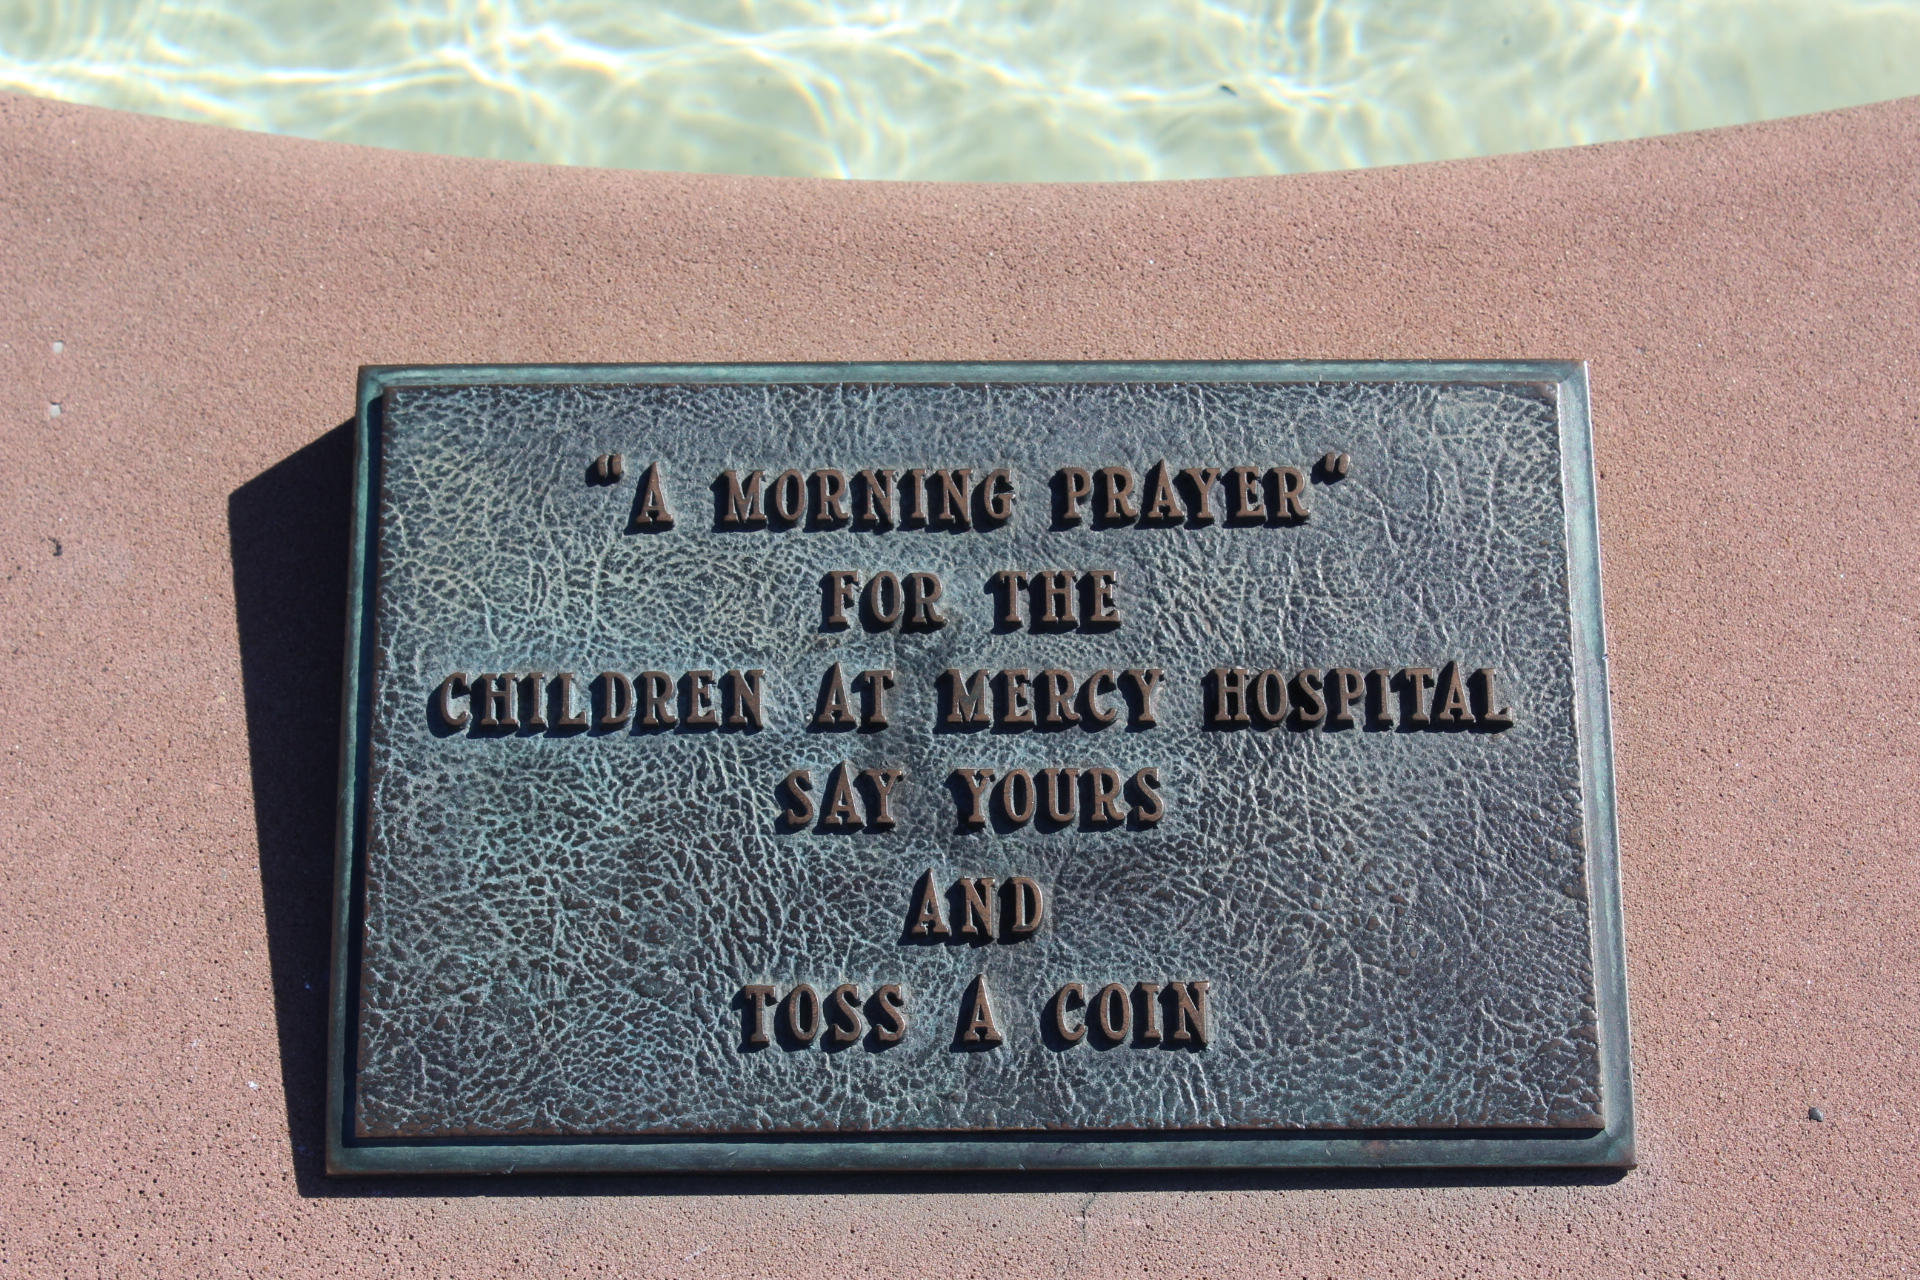 "A MORNING PRAYER"
FOR THE
CHILDREN AT MERCY HOSPITAL
SAY YOURS
AND
TOSS A COIN